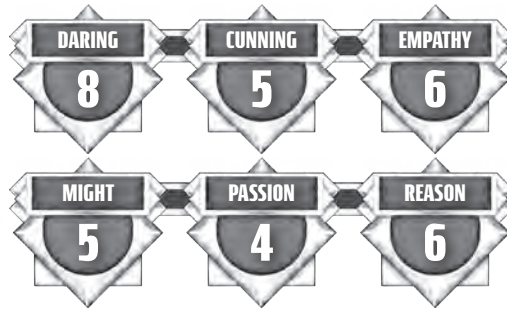 DARING CUNNING EMPATHY
8 5 6
MIGHT PASSION REASON
5 4 6